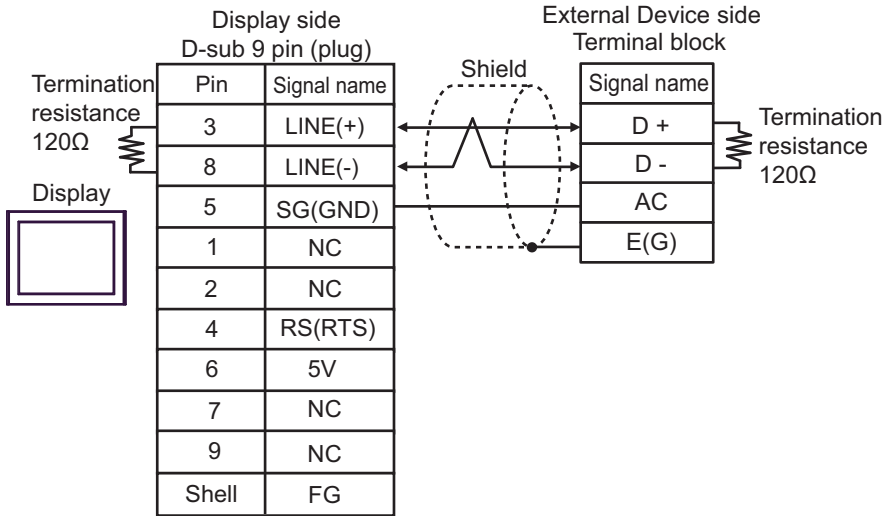 Display side
D-sub 9 pin (plug)
External Device side
Terminal block
Shield
Termination
resistance
120Ω
Display
Pin Signal name
3 LINE(+)
8 LINE(-)
5 SG(GND)
1 NC
2 NC
4 RS(RTS)
6 5V
7 NC
9 NC
Shell FG
Signal name
D +
D -
AC
E(G)
Termination
resistance
120Ω